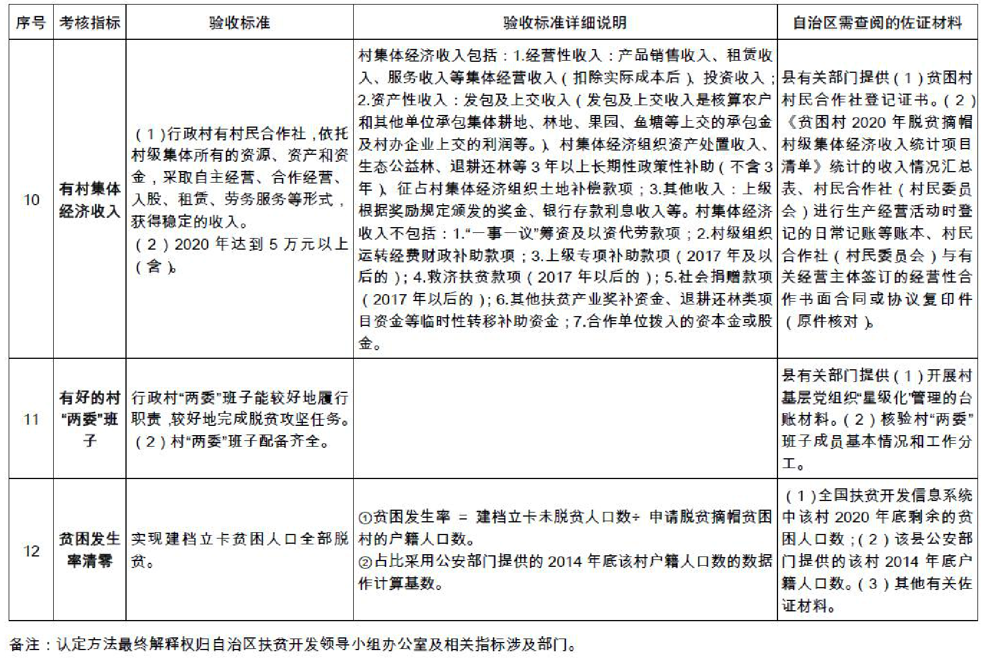 序号 考核指标 验收标准 验收标准详细说明 自治区需查阅的佐证材料
10
有村集体
经济收入
(1)行政村有村民合作社,依托
村级集体所有的资源、资产和资
金,采取自主经营、合作经营、
入股、租赁、劳务服务等形式,
获得稳定的收入。
(2)2020年达到5万元以上
(含)。
村集体经济收入包括:1.经营性收入:产品销售收入、租赁收
入、服务收入等集体经营收入(扣除实际成本后)、投资收入;
2.资产性收入:发包及上交收入(发包及上交收入是核算农户
和其他单位承包集体耕地、林地、果园、鱼塘等上交的承包金
及村办企业上交的利润等。)、村集体经济组织资产处置收入、
生态公益林、退耕还林等3年以上长期性政策性补助(不含3
年)、征占村集体经济组织土地补偿款项;3.其他收入:上级
根据奖励规定颁发的奖金、银行存款利息收入等。村集体经济
收入不包括:1.“一事一议”筹资及以资代劳款项;2.村级组织
运转经费财政补助款项;3.上级专项补助款项(2017年及以
后的);4.救济扶贫款项(2017年以后的);5.社会捐赠款项
(2017年以后的);6.其他扶贫产业奖补资金、退耕还林类项
目资金等临时性转移补助资金;7.合作单位拨入的资本金或股
金。
县有关部门提供(1)贫困村
村民合作社登记证书。(2)
《贫困村2020年脱贫摘帽
村级集体经济收入统计项目
清单》统计的收入情况汇总
表、村民合作社(村民委员
会)进行生产经营活动时登
记的日常记账等账本、村民
合作社(村民委员会)与有
关经营主体签订的经营性合
作书面合同或协议复印件
(原件核对)。
11
有好的村
“两委”班
子
行政村“两委”班子能较好地履行
职责,较好地完成脱贫攻坚任务。
(2)村“两委”班子配备齐全。
县有关部门提供(1)开展村
基层党组织“星级化”管理的台
账材料。(2)核验村“两委”
班子成员基本情况和工作分
工。
12
贫困发生
率清零
实现建档立卡贫困人口全部脱
贫。
①贫困发生率 = 建档立卡未脱贫人口数÷ 申请脱贫摘帽贫困
村的户籍人口数。
②占比采用公安部门提供的2014年底该村户籍人口数的数据
作计算基数。
(1)全国扶贫开发信息系统
中该村2020年底剩余的贫
困人口数;(2)该县公安部
门提供的该村2014年底户
籍人口数。(3)其他有关佐
证材料。
备注:认定方法最终解释权归自治区扶贫开发领导小组办公室及相关指标涉及部门。